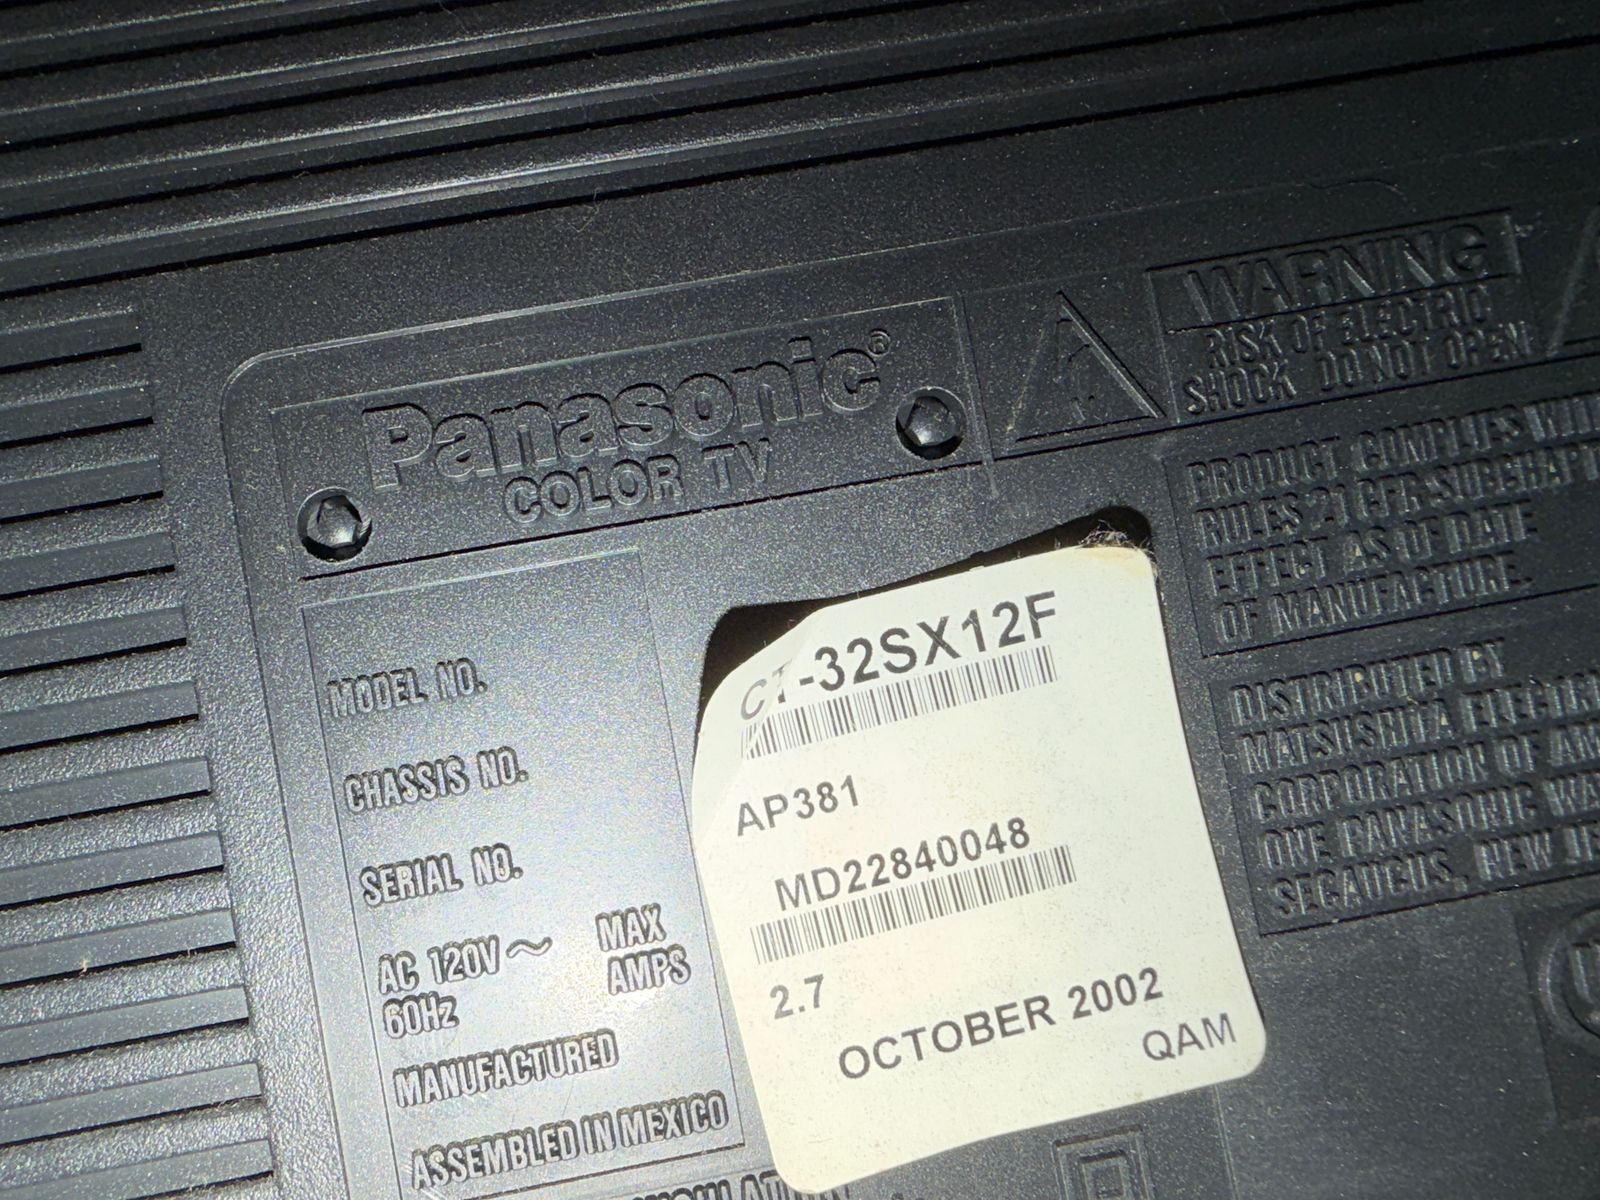 Panasonic®
COLOR TV
WARNING
RISK OF ELECTRIC
SHOCK DO NOT OPEN
PRODUCT COMPLIES
RULES 21 CFR SUBCHAPT
EFFECT AS OF DATE
OF MANUFACTURE.
DISTRIBUTED BY
MATSUSHITA ELECTR
CORPORATION OF AM
ONE PANASONIC WA
SECAUCUS, NEW JE
MODEL NO.
CT-32SX12F
CHASSIS NO.
AP381
SERIAL NO.
MD22840048
AC 120V ~ MAX
60Hz AMPS
2.7
MANUFACTURED
OCTOBER 2002
QAM
ASSEMBLED IN MEXICO